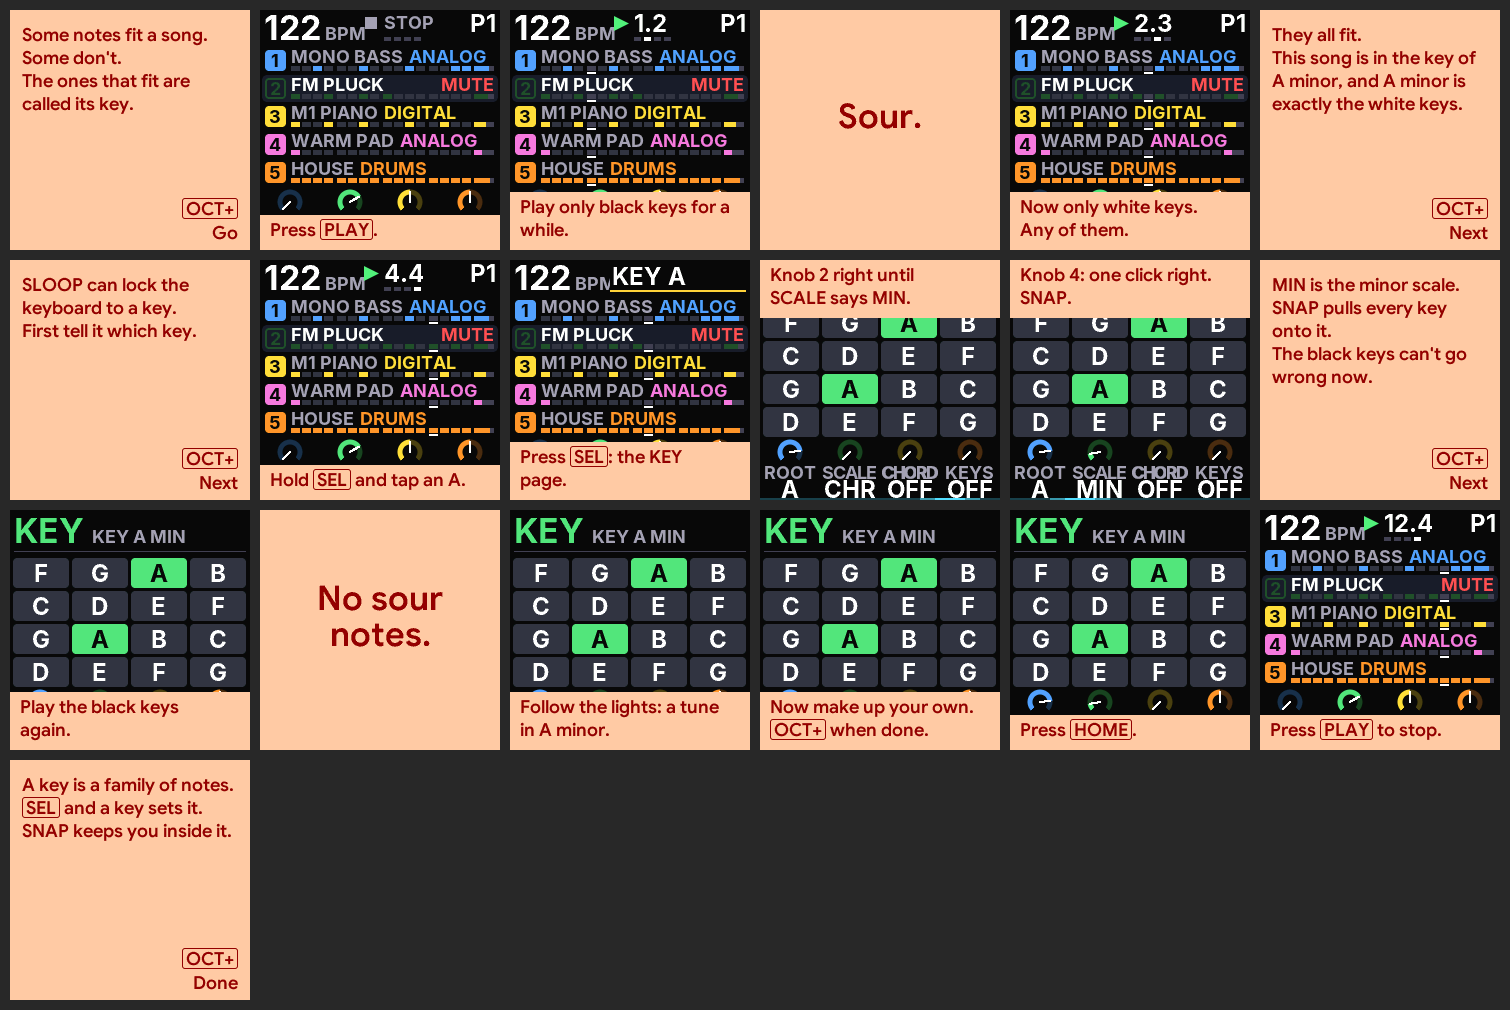 Some notes fit a song.
Some don't.
The ones that fit are
called its key.
OCT+
Go
122 BPM STOP P1
1 MONO BASS ANALOG
2 FM PLUCK MUTE
3 M1 PIANO DIGITAL
4 WARM PAD ANALOG
5 HOUSE DRUMS
Press PLAY.
122 BPM 1.2 P1
1 MONO BASS ANALOG
2 FM PLUCK MUTE
3 M1 PIANO DIGITAL
4 WARM PAD ANALOG
5 HOUSE DRUMS
Play only black keys for a
while.
Sour.
122 BPM 2.3 P1
1 MONO BASS ANALOG
2 FM PLUCK MUTE
3 M1 PIANO DIGITAL
4 WARM PAD ANALOG
5 HOUSE DRUMS
Now only white keys.
Any of them.
They all fit.
This song is in the key of
A minor, and A minor is
exactly the white keys.
OCT+
Next
SLOOP can lock the
keyboard to a key.
First tell it which key.
OCT+
Next
122 BPM 4.4 P1
1 MONO BASS ANALOG
2 FM PLUCK MUTE
3 M1 PIANO DIGITAL
4 WARM PAD ANALOG
5 HOUSE DRUMS
Hold SEL and tap an A.
122 BPM KEY A
1 MONO BASS ANALOG
2 FM PLUCK MUTE
3 M1 PIANO DIGITAL
4 WARM PAD ANALOG
5 HOUSE DRUMS
Press SEL: the KEY
page.
Knob 2 right until
SCALE says MIN.
F G A B
C D E F
G A B C
D E F G
ROOT SCALE CHORD KEYS
A CHR OFF OFF
Knob 4: one click right.
SNAP.
F G A B
C D E F
G A B C
D E F G
ROOT SCALE CHORD KEYS
A MIN OFF OFF
MIN is the minor scale.
SNAP pulls every key
onto it.
The black keys can't go
wrong now.
OCT+
Next
KEY KEY A MIN
F G A B
C D E F
G A B C
D E F G
Play the black keys
again.
No sour
notes.
KEY KEY A MIN
F G A B
C D E F
G A B C
D E F G
Follow the lights: a tune
in A minor.
KEY KEY A MIN
F G A B
C D E F
G A B C
D E F G
Now make up your own.
OCT+ when done.
KEY KEY A MIN
F G A B
C D E F
G A B C
D E F G
Press HOME.
122 BPM 12.4 P1
1 MONO BASS ANALOG
2 FM PLUCK MUTE
3 M1 PIANO DIGITAL
4 WARM PAD ANALOG
5 HOUSE DRUMS
Press PLAY to stop.
A key is a family of notes.
SEL and a key sets it.
SNAP keeps you inside it.
OCT+
Done